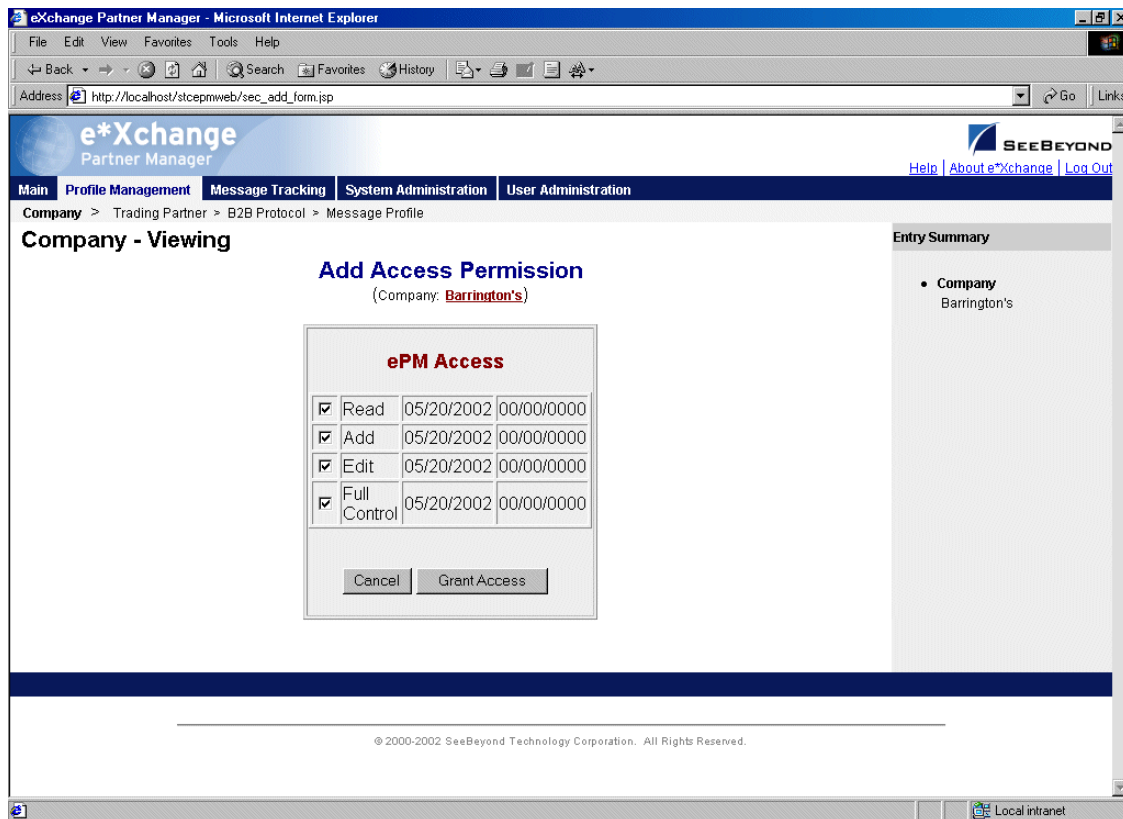 eXchange Partner Manager - Microsoft Internet Explorer
File Edit View Favorites Tools Help
Back Search Favorites History
Address http://localhost/stcepmweb/sec_add_form.jsp Go Links
e*Xchange
Partner Manager
SEEBEYOND
Help | About e*Xchange | Log Out
Main Profile Management Message Tracking System Administration User Administration
Company > Trading Partner > B2B Protocol > Message Profile
Company - Viewing
Entry Summary
Add Access Permission
(Company: Barrington's)
• Company
Barrington's
ePM Access
Read 05/20/2002 00/00/0000
Add 05/20/2002 00/00/0000
Edit 05/20/2002 00/00/0000
Full
Control 05/20/2002 00/00/0000
Cancel Grant Access
© 2000-2002 SeeBeyond Technology Corporation. All Rights Reserved.
Local intranet